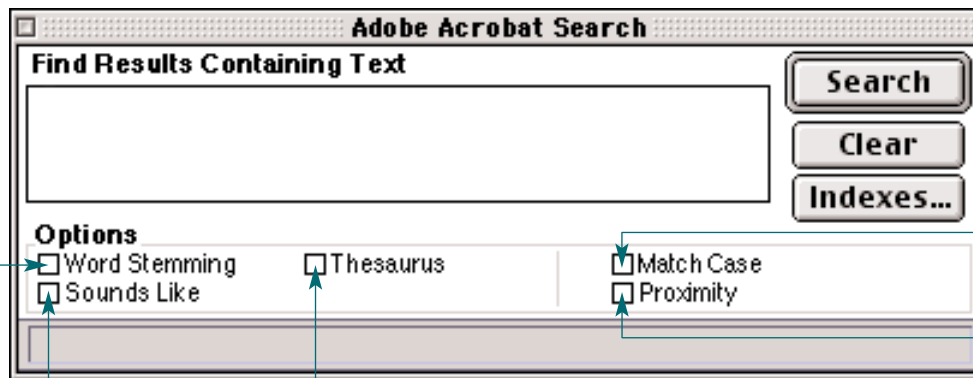 Adobe Acrobat Search
Find Results Containing Text
Search
Clear
Indexes...
Options
Word Stemming Thesaurus Match Case
Sounds Like Proximity